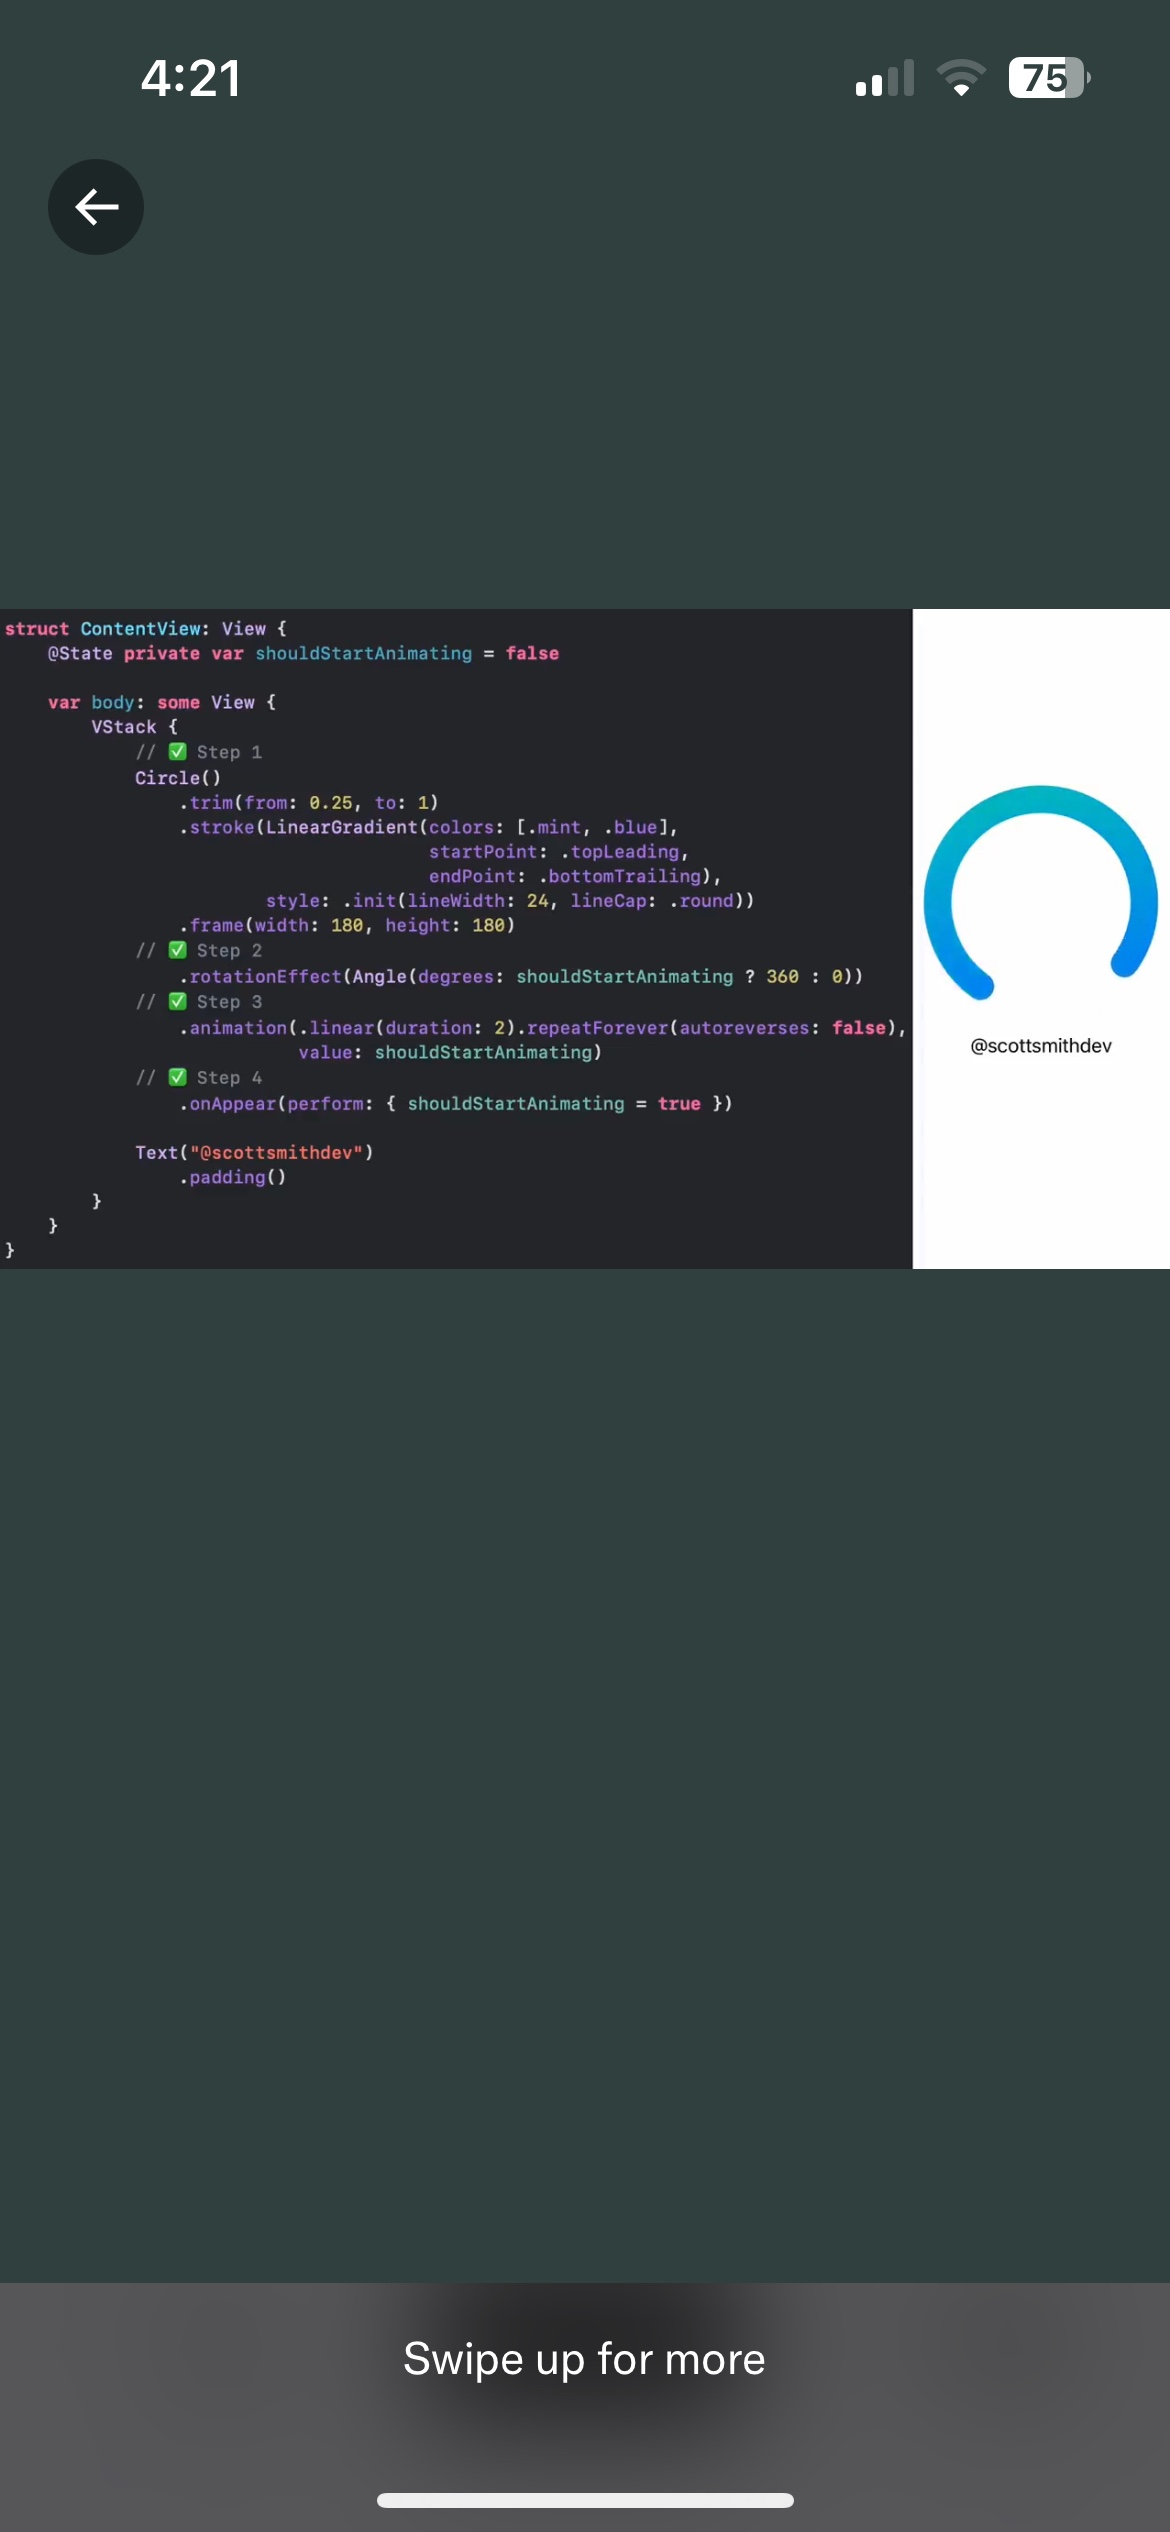 4:21
75
struct ContentView: View {
    @State private var shouldStartAnimating = false

    var body: some View {
        VStack {
            // ✅ Step 1
            Circle()
                .trim(from: 0.25, to: 1)
                .stroke(LinearGradient(colors: [.mint, .blue],
                                       startPoint: .topLeading,
                                       endPoint: .bottomTrailing),
                        style: .init(lineWidth: 24, lineCap: .round))
                .frame(width: 180, height: 180)
            // ✅ Step 2
                .rotationEffect(Angle(degrees: shouldStartAnimating ? 360 : 0))
            // ✅ Step 3
                .animation(.linear(duration: 2).repeatForever(autoreverses: false),
                           value: shouldStartAnimating)
            // ✅ Step 4
                .onAppear(perform: { shouldStartAnimating = true })

            Text("@scottsmithdev")
                .padding()
        }
    }
}
@scottsmithdev
Swipe up for more